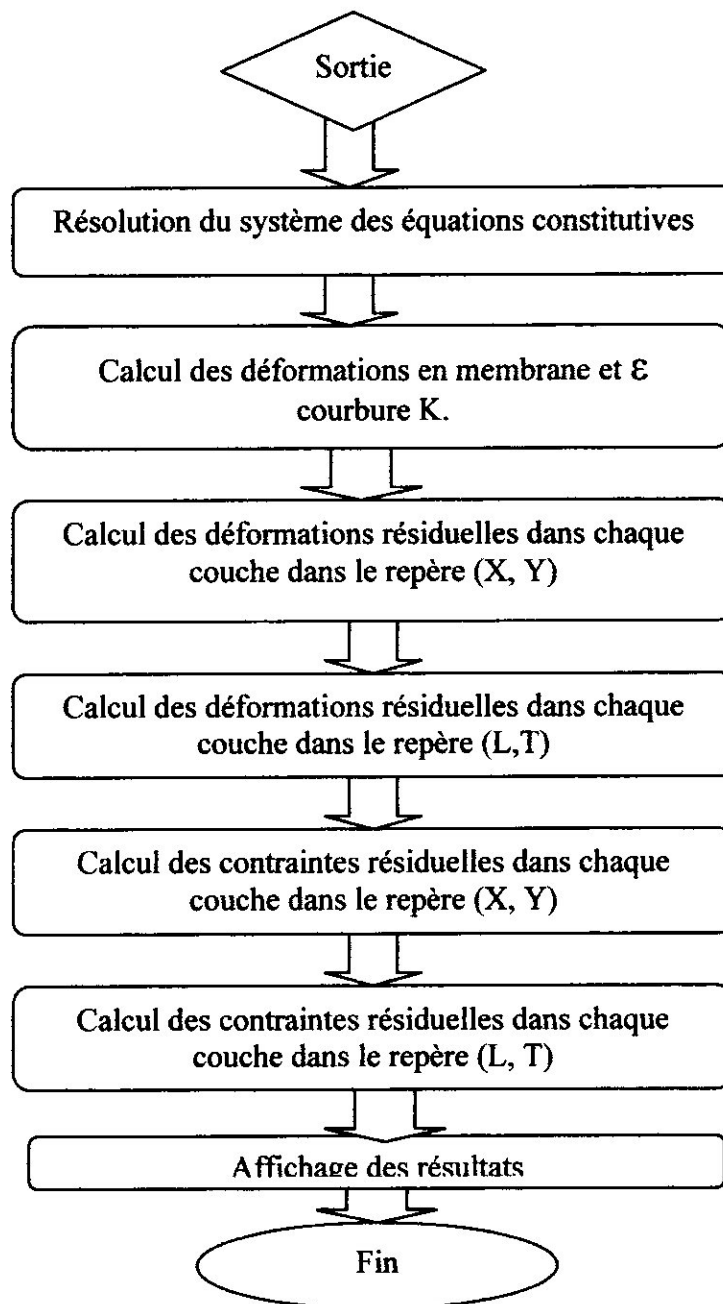 Sortie
Résolution du système des équations constitutives
Calcul des déformations en membrane et ε
courbure K.
Calcul des déformations résiduelles dans chaque
couche dans le repère (X, Y)
Calcul des déformations résiduelles dans chaque
couche dans le repère (L,T)
Calcul des contraintes résiduelles dans chaque
couche dans le repère (X, Y)
Calcul des contraintes résiduelles dans chaque
couche dans le repère (L, T)
Affichage des résultats
Fin